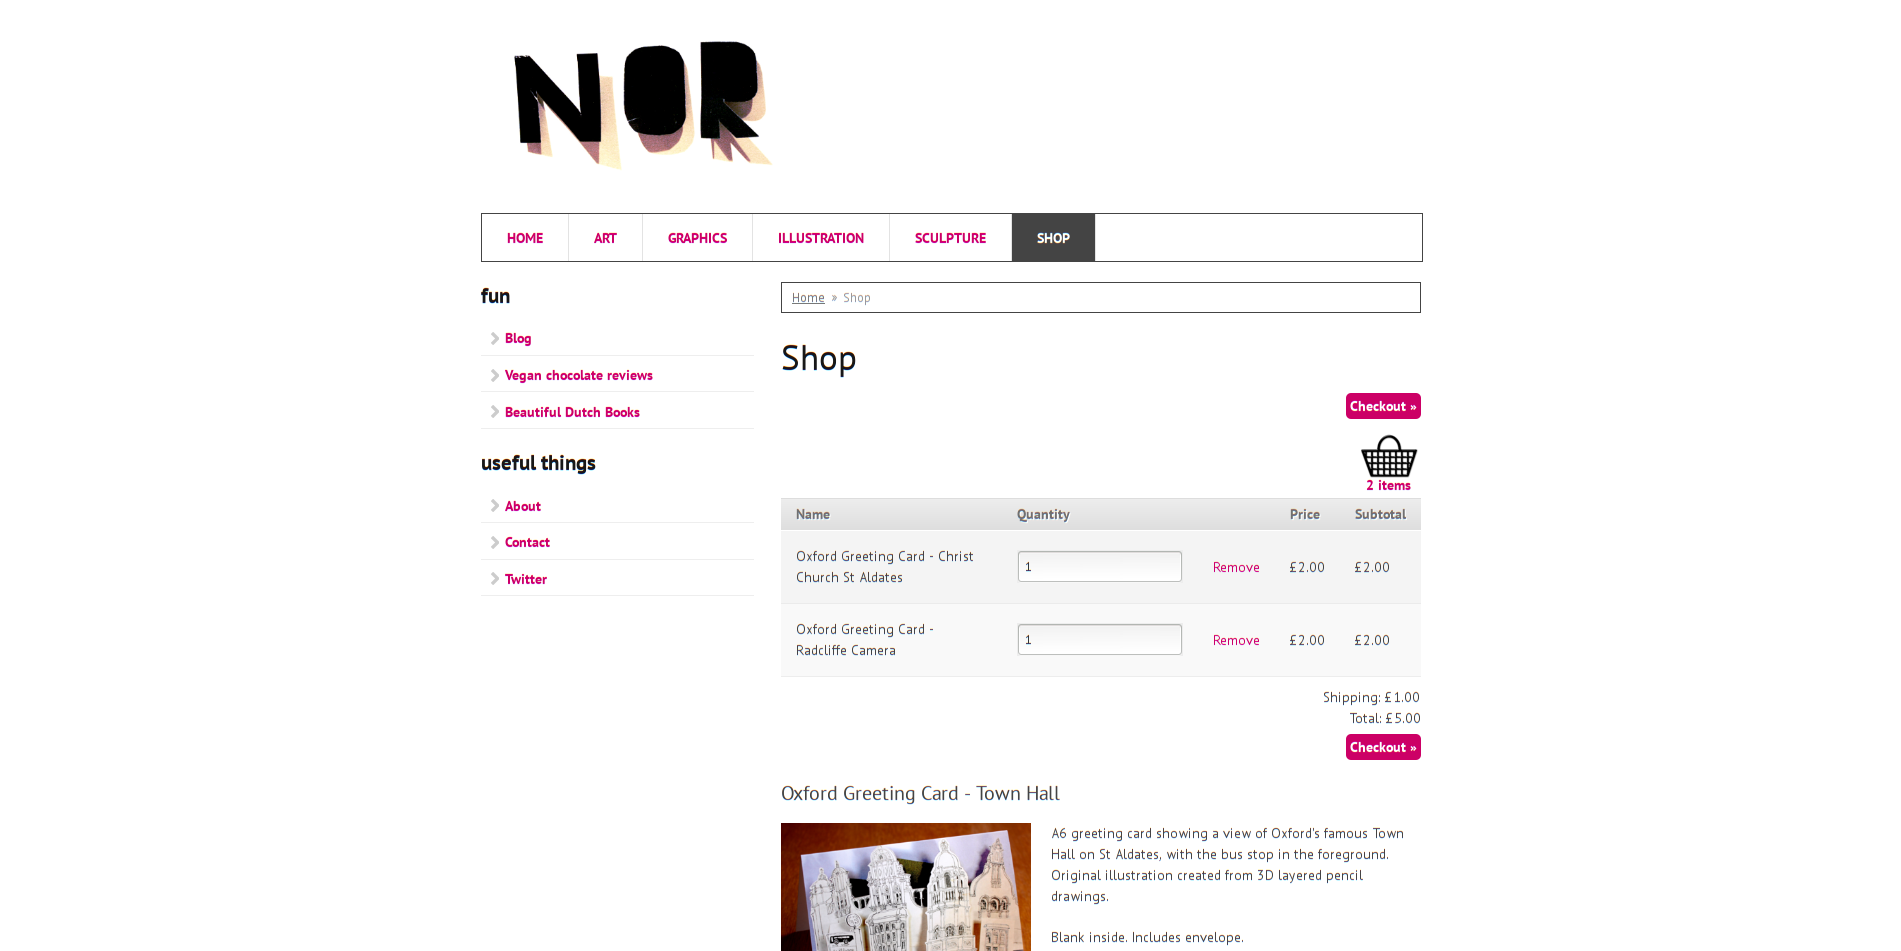 NOR
HOME ART GRAPHICS ILLUSTRATION SCULPTURE SHOP
fun
Blog
Vegan chocolate reviews
Beautiful Dutch Books
useful things
About
Contact
Twitter
Home » Shop
Shop
Checkout »
2 items
Name Quantity Price Subtotal
Oxford Greeting Card - Christ
Church St Aldates
1 Remove £2.00 £2.00
Oxford Greeting Card -
Radcliffe Camera
1 Remove £2.00 £2.00
Shipping: £1.00
Total: £5.00
Checkout »
Oxford Greeting Card - Town Hall
A6 greeting card showing a view of Oxford's famous Town
Hall on St Aldates, with the bus stop in the foreground.
Original illustration created from 3D layered pencil
drawings.
Blank inside. Includes envelope.